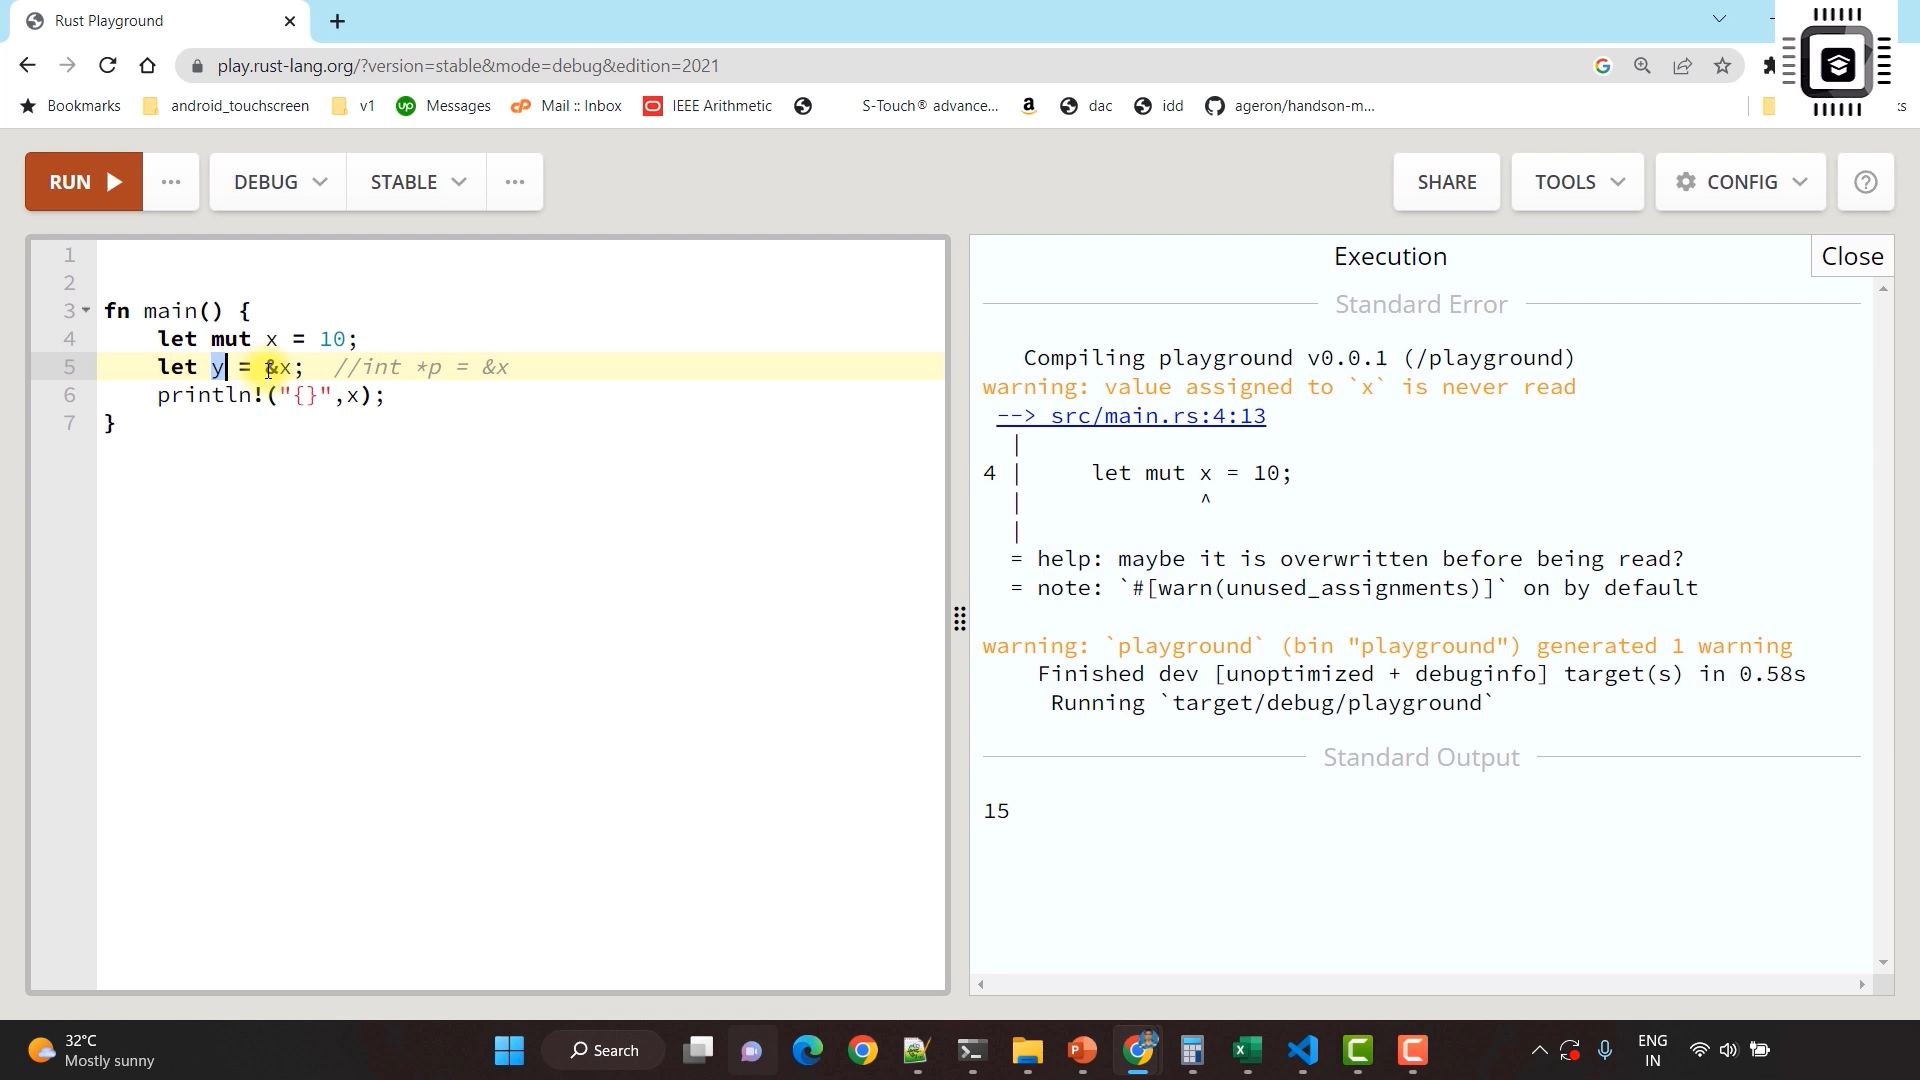 Rust Playground
play.rust-lang.org/?version=stable&mode=debug&edition=2021
Bookmarks android_touchscreen v1 up Messages Mail :: Inbox IEEE Arithmetic S-Touch® advance... a dac idd ageron/handson-m...
RUN ... DEBUG STABLE ... SHARE TOOLS CONFIG ?
1
2
3 fn main() {
4 let mut x = 10;
5 let y = &x; //int *p = &x
6 println!("{}",x);
7 }
Execution Close
Standard Error
Compiling playground v0.0.1 (/playground)
warning: value assigned to `x` is never read
--> src/main.rs:4:13
|
4 | let mut x = 10;
| ^
|
= help: maybe it is overwritten before being read?
= note: `#[warn(unused_assignments)]` on by default
warning: `playground` (bin "playground") generated 1 warning
Finished dev [unoptimized + debuginfo] target(s) in 0.58s
Running `target/debug/playground`
Standard Output
15
32°C
Mostly sunny
Search
ENG
IN